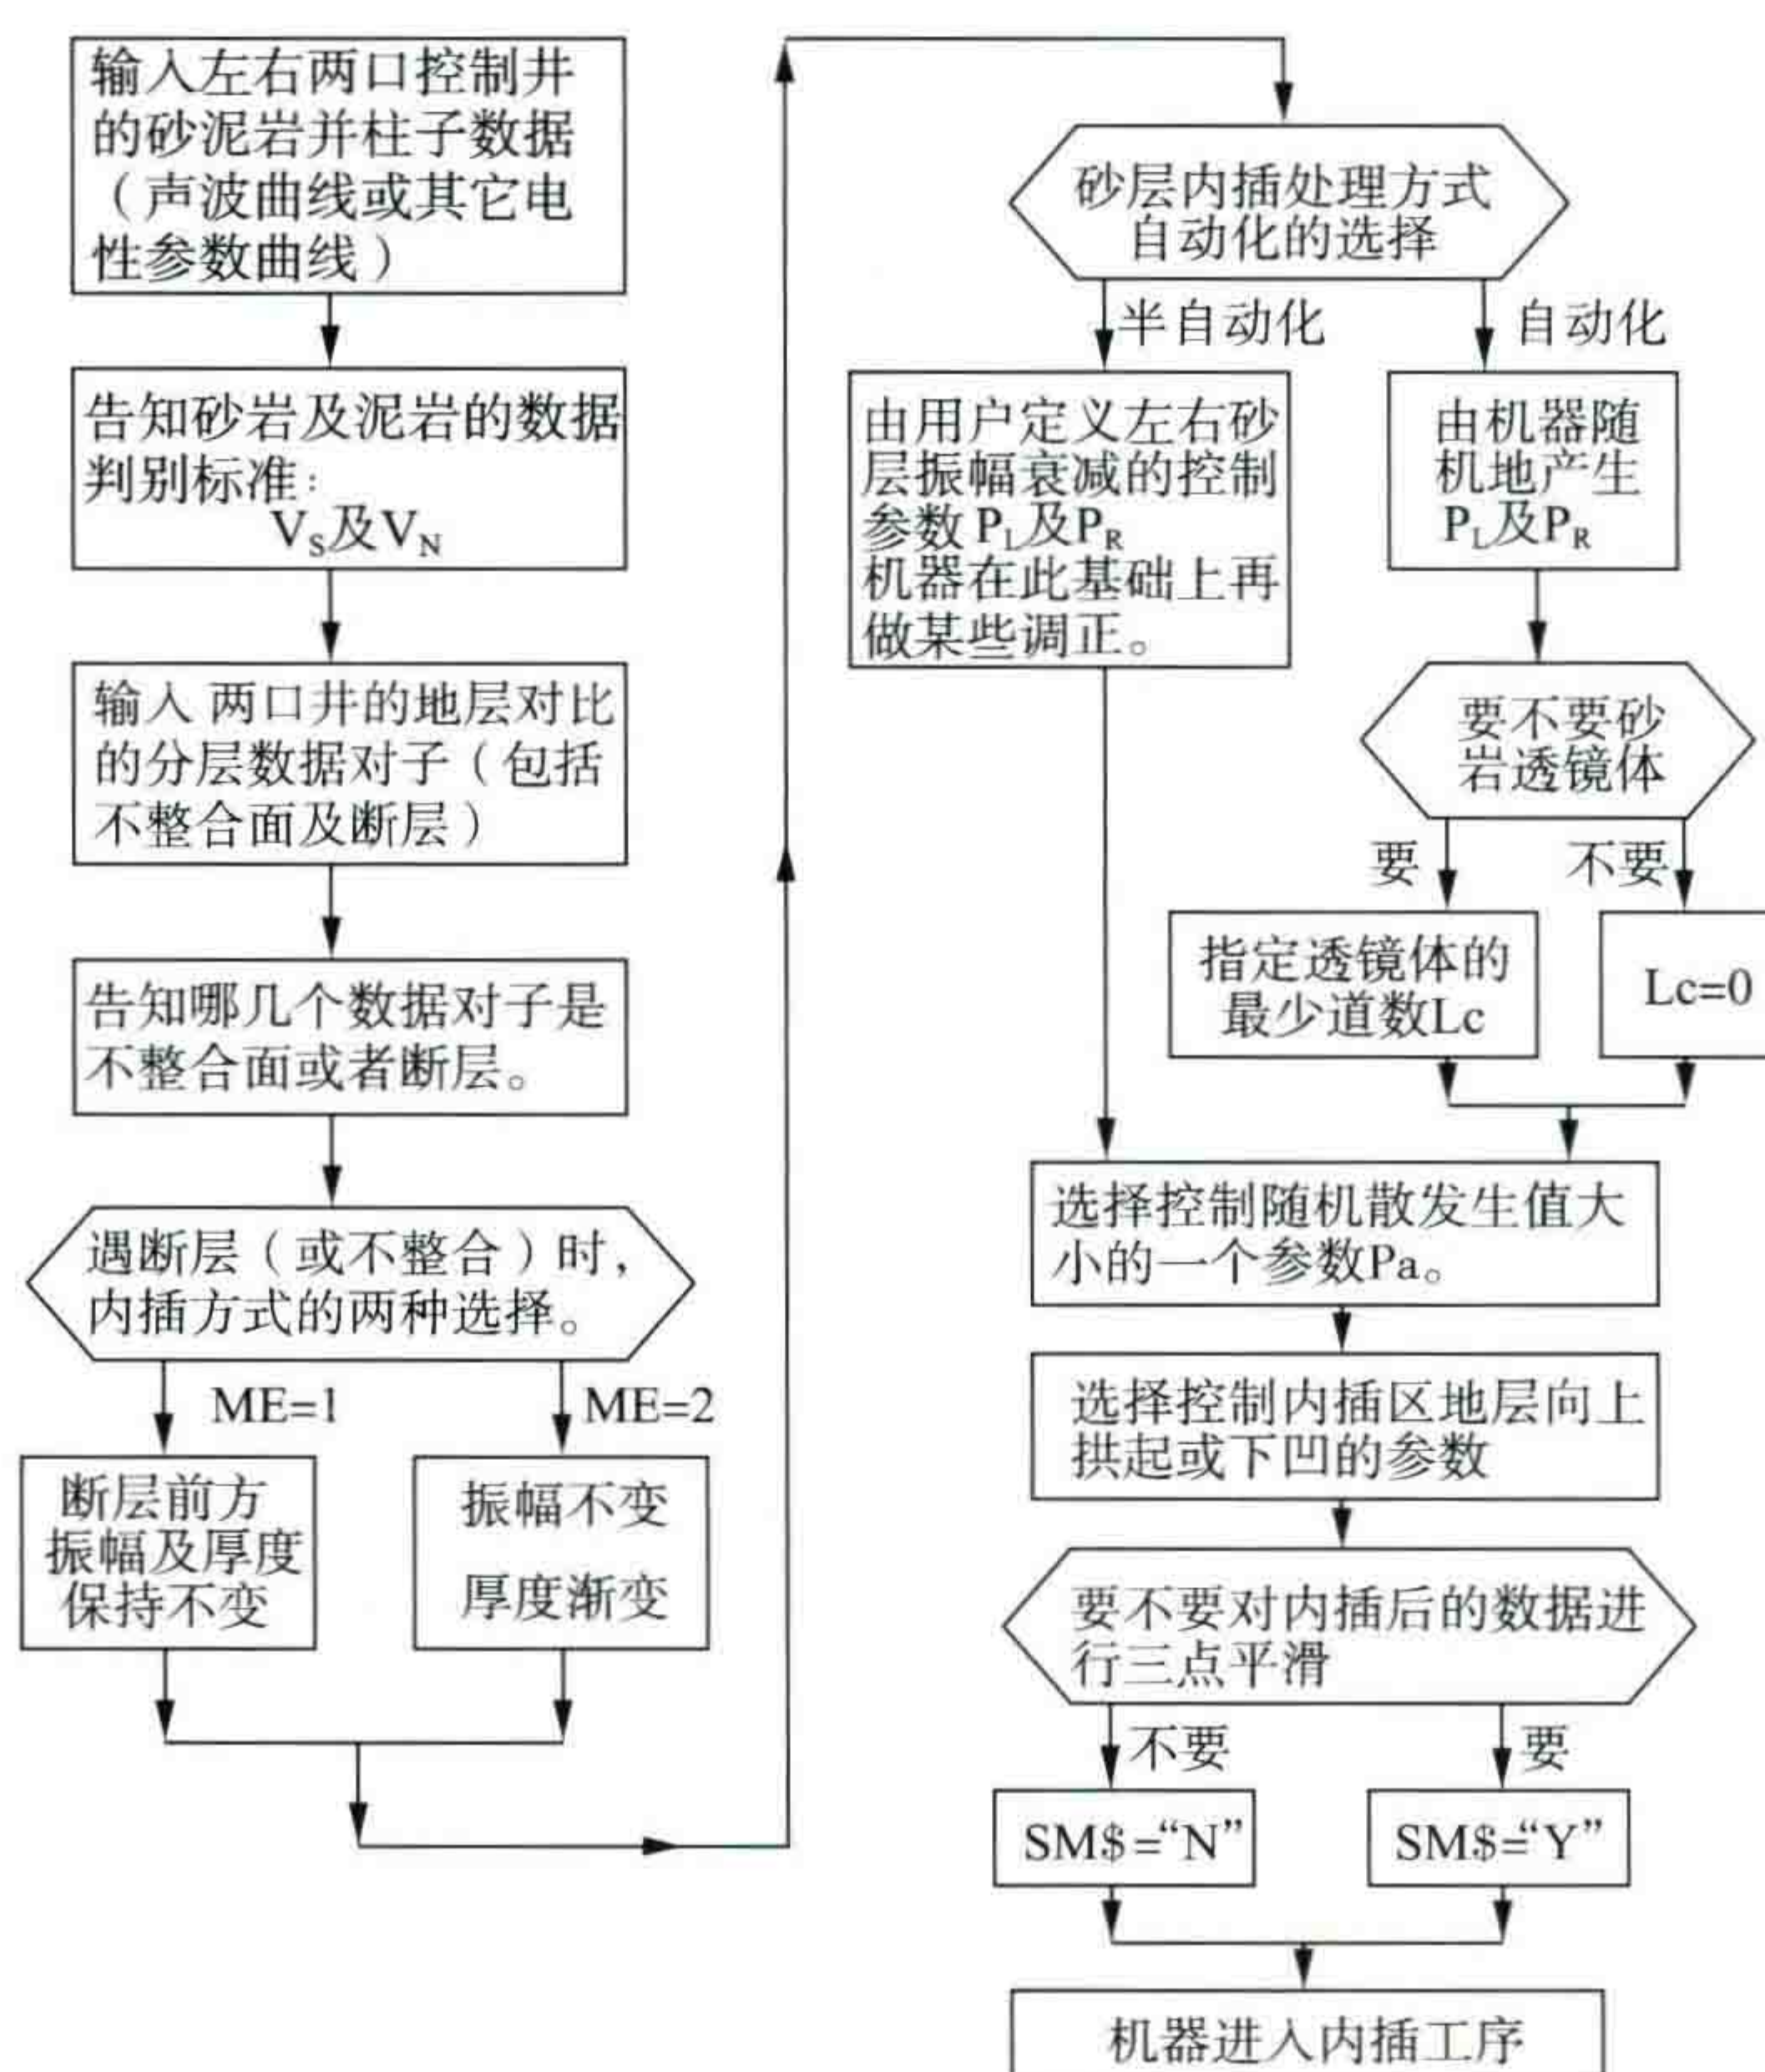 输入左右两口控制井
的砂泥岩并柱子数据
（声波曲线或其它电
性参数曲线）
告知砂岩及泥岩的数据
判别标准：
V_S及V_N
输入 两口井的地层对比
的分层数据对子（包括
不整合面及断层）
告知哪几个数据对子是
不整合面或者断层。
遇断层（或不整合）时，
内插方式的两种选择。
ME=1
ME=2
断层前方
振幅及厚度
保持不变
振幅不变
厚度渐变
砂层内插处理方式
自动化的选择
半自动化
自动化
由用户定义左右砂
层振幅衰减的控制
参数 P_L及P_R
机器在此基础上再
做某些调正。
由机器随
机地产生
P_L及P_R
要不要砂
岩透镜体
要
不要
指定透镜体的
最少道数Lc
Lc=0
选择控制随机散发生值大
小的一个参数Pa。
选择控制内插区地层向上
拱起或下凹的参数
要不要对内插后的数据进
行三点平滑
不要
要
SM$=“N”
SM$=“Y”
机器进入内插工序